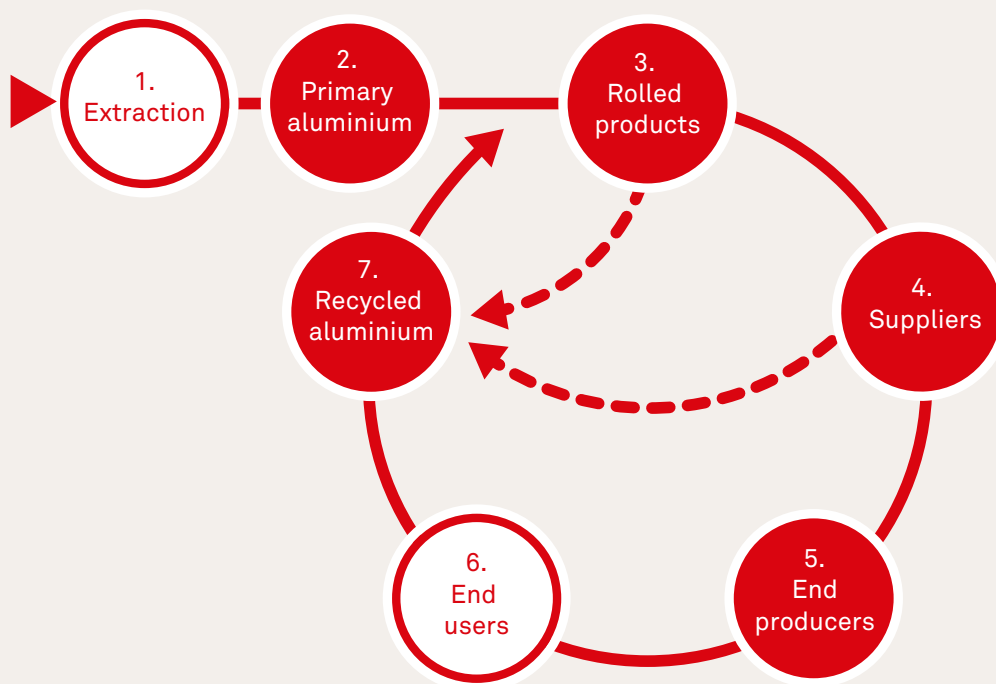 1.
Extraction
2.
Primary
aluminium
3.
Rolled
products
4.
Suppliers
5.
End
producers
6.
End
users
7.
Recycled
aluminium